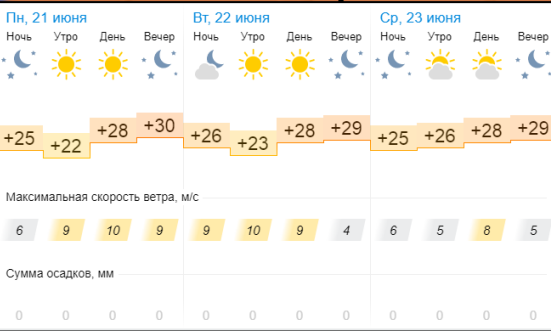 Пн, 21 июня Вт, 22 июня Ср, 23 июня
Ночь Утро День Вечер Ночь Утро День Вечер Ночь Утро День Вечер
+25 +22 +28 +30 +26 +23 +28 +29 +25 +26 +28 +29
Максимальная скорость ветра, м/с
6 9 10 9 9 10 9 4 6 5 8 5
Сумма осадков, мм
0 0 0 0 0 0 0 0 0 0 0 0